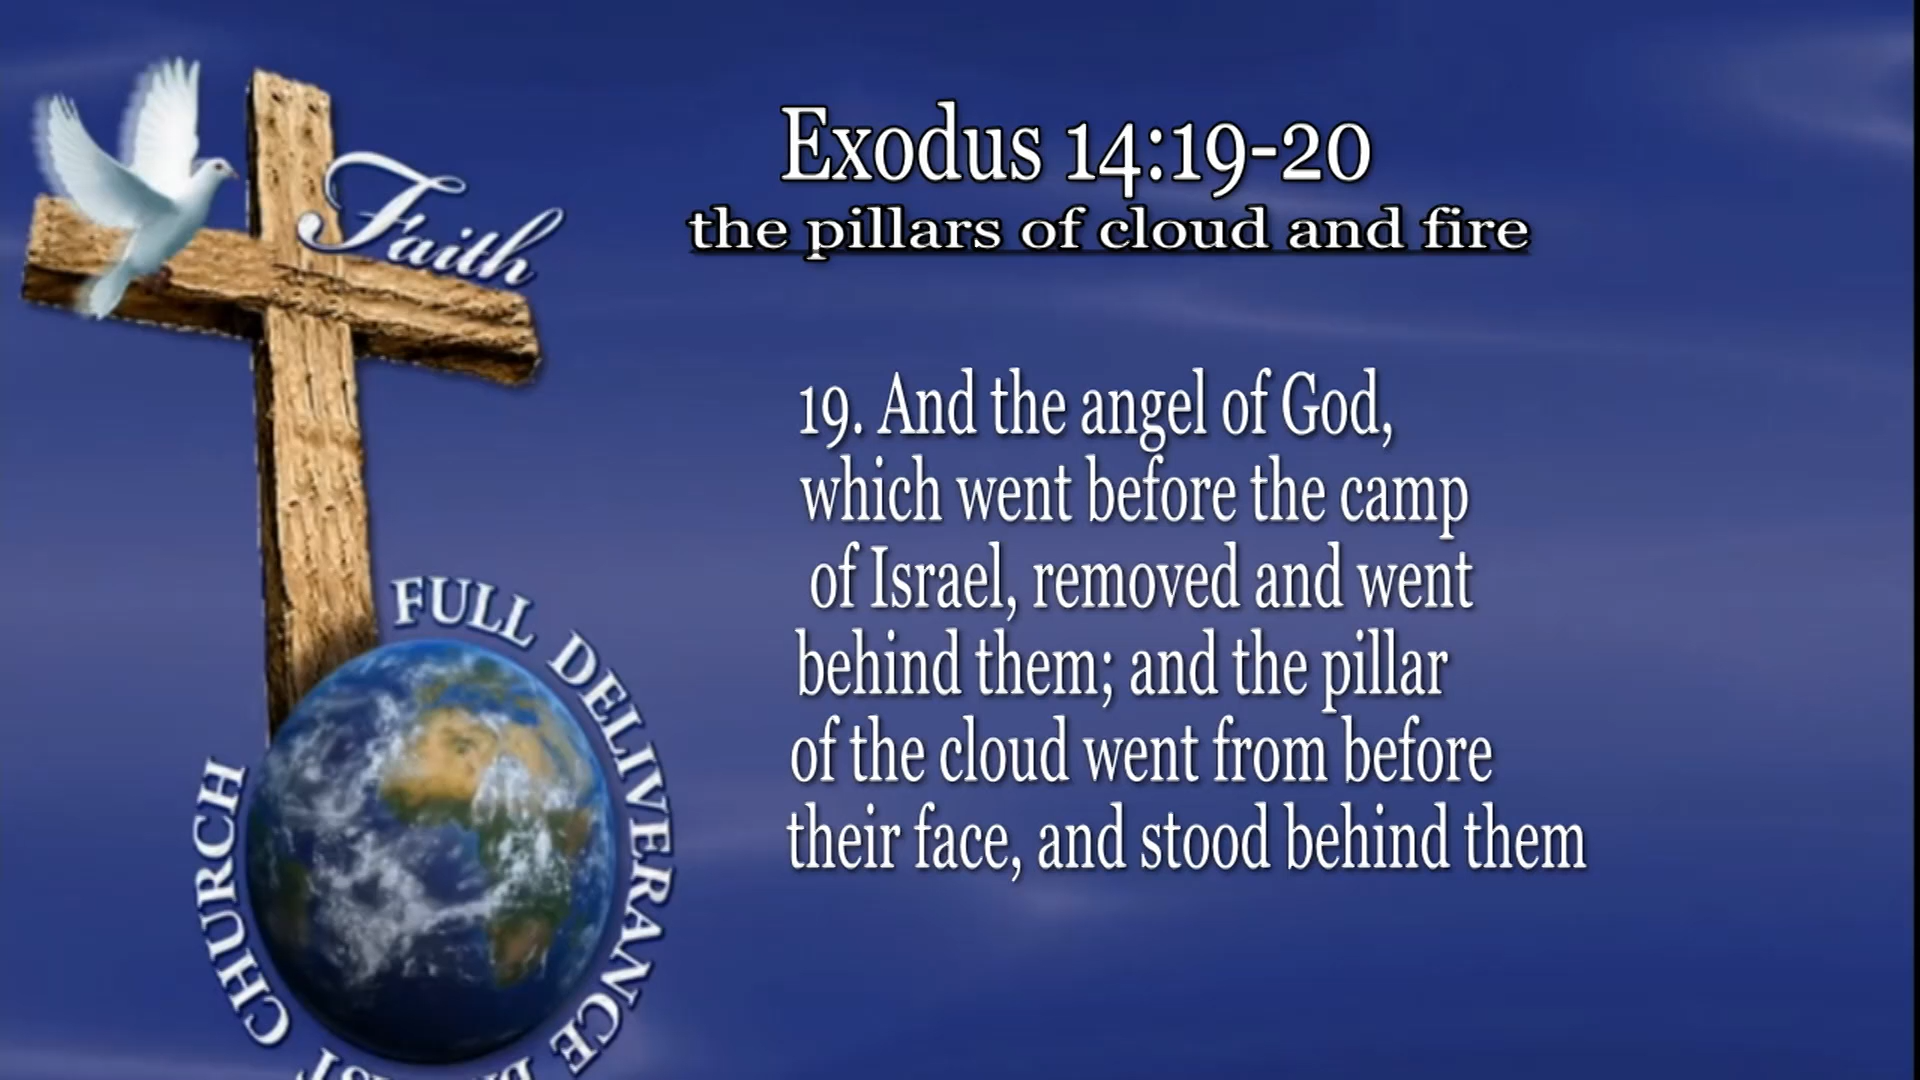 Exodus 14:19-20
the pillars of cloud and fire
19. And the angel of God,
which went before the camp
of Israel, removed and went
behind them; and the pillar
of the cloud went from before
their face, and stood behind them
Faith
FULL DELIVERANCE
CHURCH